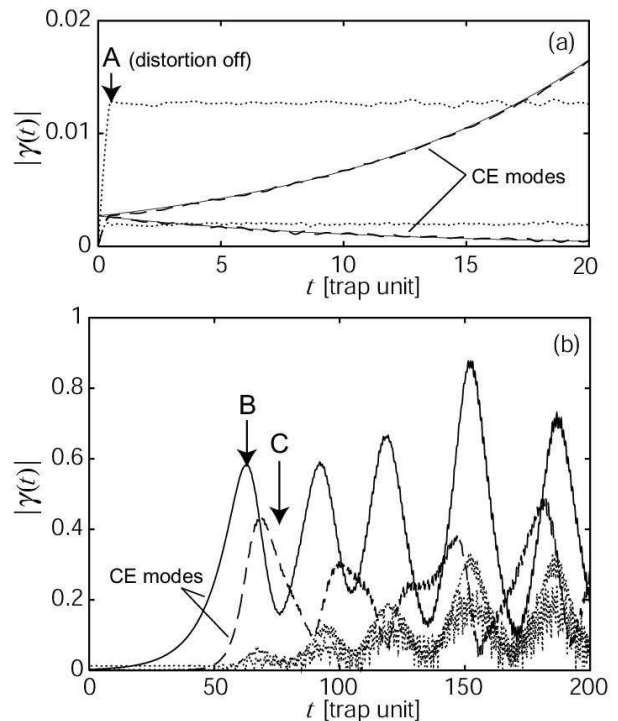 0.02
(a)
A (distortion off)
|γ(t)|
0.01
CE modes
0
0 5 10 15 20
t [trap unit]
1
(b)
0.8
B
C
|γ(t)|
0.6
0.4
CE modes
0.2
0
0 50 100 150 200
t [trap unit]